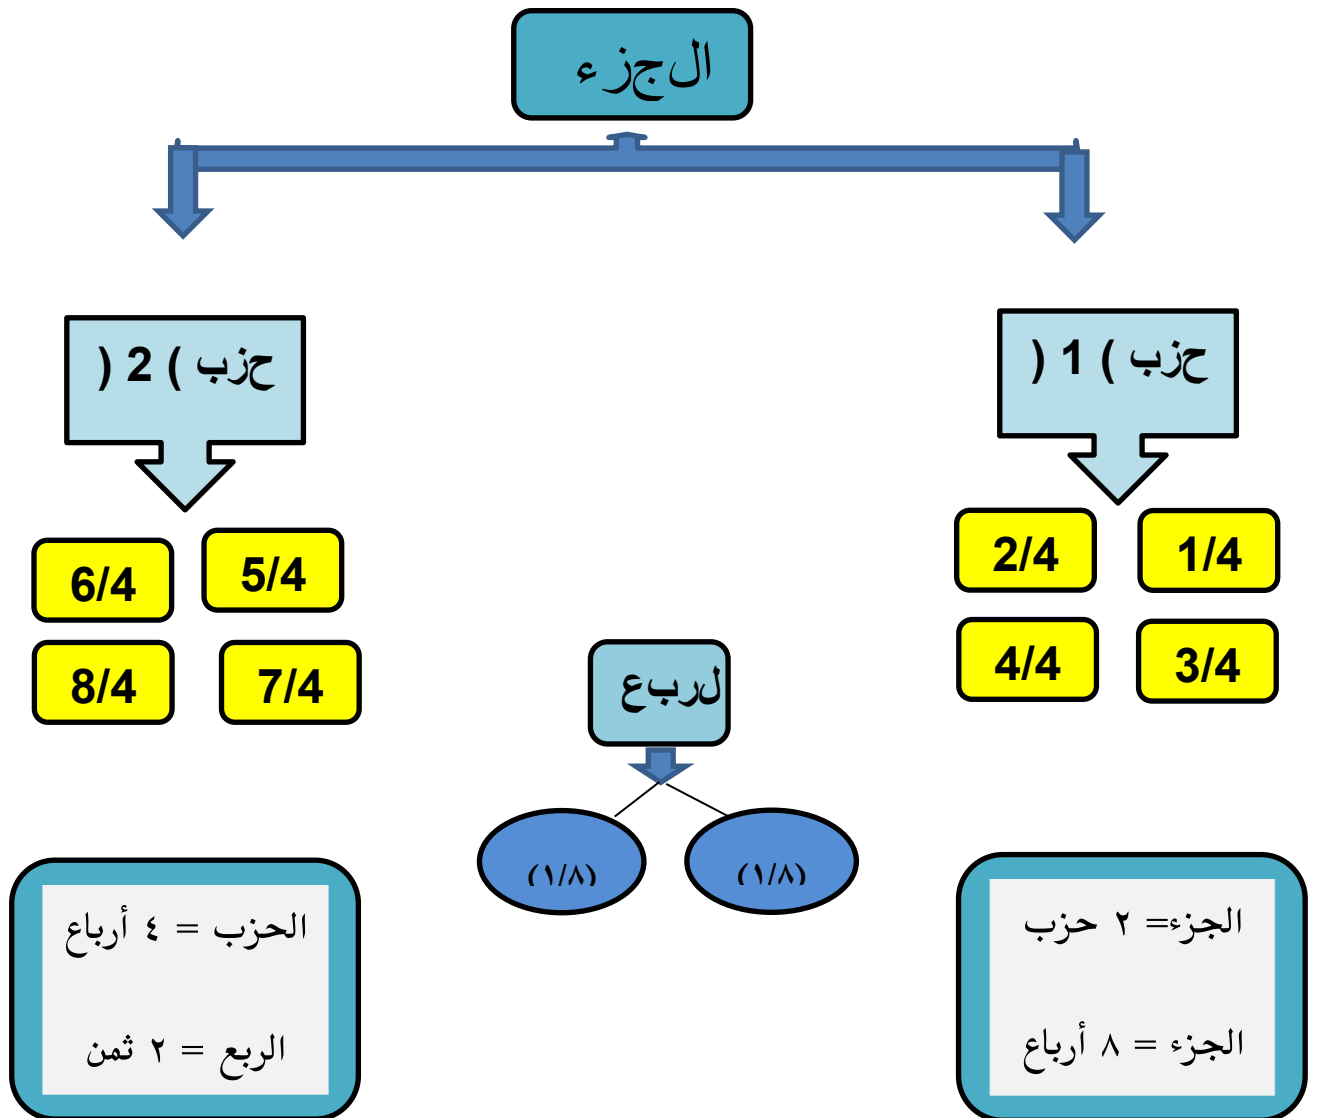 الجزء
حزب ( 1 )
حزب ( 2 )
1/4
2/4
3/4
4/4
5/4
6/4
7/4
8/4
لربع
(١/٨)
(١/٨)
الجزء= ٢ حزب
الجزء = ٨ أرباع
الحزب = ٤ أرباع
الربع = ٢ ثمن